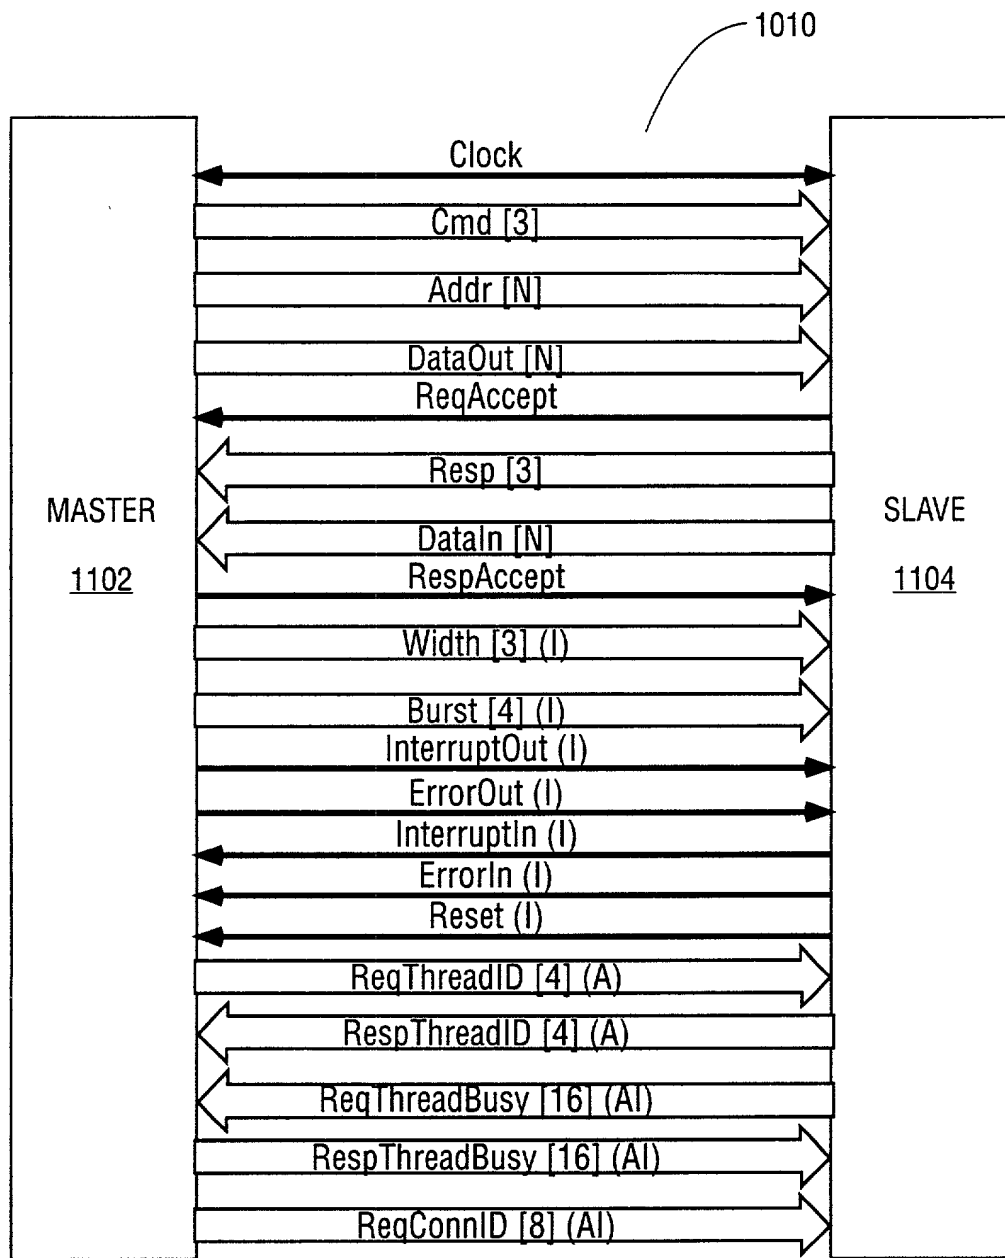 1010
Clock
Cmd [3]
Addr [N]
DataOut [N]
ReqAccept
Resp [3]
MASTER
SLAVE
DataIn [N]
1102
RespAccept
1104
Width [3] (I)
Burst [4] (I)
InterruptOut (I)
ErrorOut (I)
InterruptIn (I)
ErrorIn (I)
Reset (I)
ReqThreadID [4] (A)
RespThreadID [4] (A)
ReqThreadBusy [16] (AI)
RespThreadBusy [16] (AI)
ReqConnID [8] (AI)